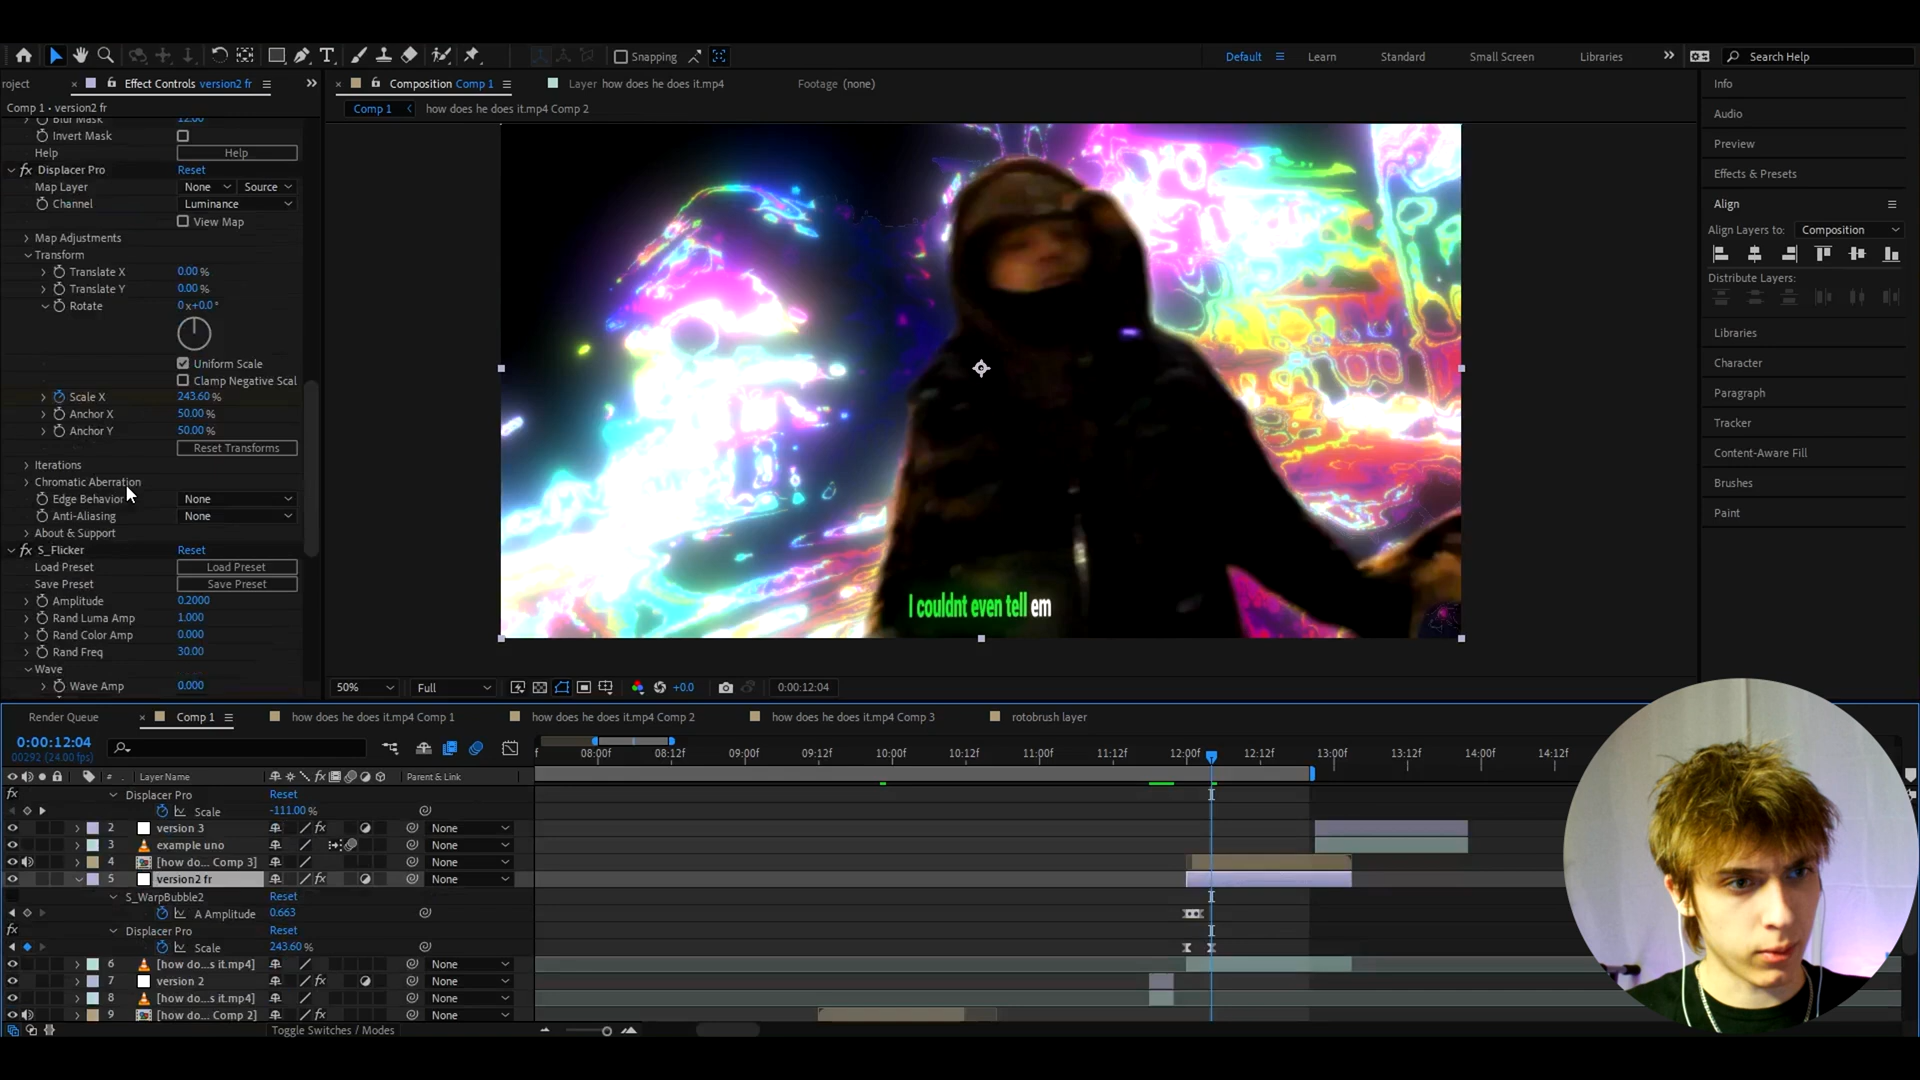 Snapping
Default
Learn
Standard
Small Screen
Libraries
Search Help
roject
Effect Controls version2 fr
Composition Comp 1
Layer how does he does it.mp4
Footage (none)
Comp 1 • version2 fr
Comp 1
how does he does it.mp4 Comp 2
Blur Mask 12.00
Invert Mask
Help Help
fx Displacer Pro Reset
Map Layer None Source
Channel Luminance
View Map
Map Adjustments
Transform
Translate X 0.00 %
Translate Y 0.00 %
Rotate 0 x+0.0 °
Uniform Scale
Clamp Negative Scal
Scale X 243.60 %
Anchor X 50.00 %
Anchor Y 50.00 %
Reset Transforms
Iterations
Chromatic Aberration
Edge Behavior None
Anti-Aliasing None
About & Support
fx S_Flicker Reset
Load Preset Load Preset
Save Preset Save Preset
Amplitude 0.2000
Rand Luma Amp 1.000
Rand Color Amp 0.000
Rand Freq 30.00
Wave
Wave Amp 0.000
I couldnt even tell em
50% Full +0.0 0:00:12:04
Info
Audio
Preview
Effects & Presets
Align
Align Layers to: Composition
Distribute Layers:
Libraries
Character
Paragraph
Tracker
Content-Aware Fill
Brushes
Paint
Render Queue
Comp 1
how does he does it.mp4 Comp 1
how does he does it.mp4 Comp 2
how does he does it.mp4 Comp 3
rotobrush layer
0:00:12:04
00292 (24.00 fps)
f 08:00f 08:12f 09:00f 09:12f 10:00f 10:12f 11:00f 11:12f 12:00f 12:12f 13:00f 13:12f 14:00f 14:12f
# Layer Name fx Parent & Link
fx Displacer Pro Reset
Scale -111.00 %
2 version 3 fx None
3 example uno None
4 [how do... Comp 3] None
5 version2 fr fx None
S_WarpBubble2 Reset
A Amplitude 0.663
fx Displacer Pro Reset
Scale 243.60 %
6 [how do...s it.mp4] None
7 version 2 fx None
8 [how do...s it.mp4] None
9 [how do... Comp 2] fx None
Toggle Switches / Modes